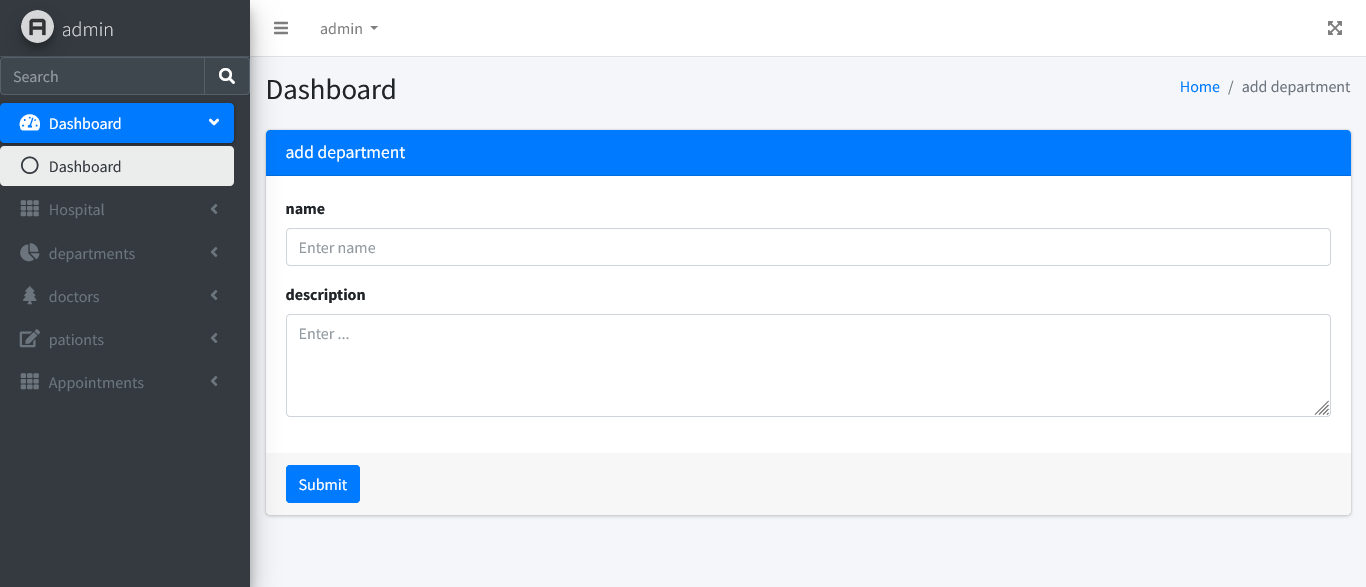 admin
Search
Dashboard
Dashboard
Hospital
departments
doctors
pationts
Appointments
admin
Dashboard
Home / add department
add department
name
Enter name
description
Enter ...
Submit